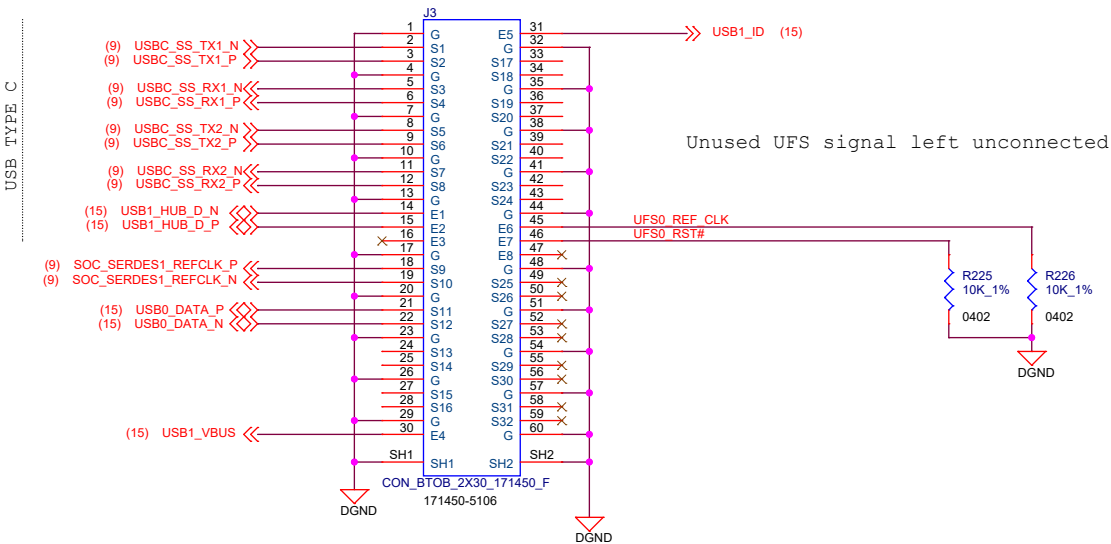 USB TYPE C
J3
1 G E5 31 USB1_ID (15)
(9) USBC_SS_TX1_N 2 S1 G 32
(9) USBC_SS_TX1_P 3 S2 S17 33
4 G S18 34
(9) USBC_SS_RX1_N 5 S3 G 35
(9) USBC_SS_RX1_P 6 S4 S19 36
7 G S20 37
(9) USBC_SS_TX2_N 8 S5 G 38
(9) USBC_SS_TX2_P 9 S6 S21 39
10 G S22 40
(9) USBC_SS_RX2_N 11 S7 G 41
(9) USBC_SS_RX2_P 12 S8 S23 42
13 G S24 43
(15) USB1_HUB_D_N 14 E1 G 44
(15) USB1_HUB_D_P 15 E2 E6 45 UFS0_REF_CLK
16 E3 E7 46 UFS0_RST#
17 G E8 47
(9) SOC_SERDES1_REFCLK_P 18 S9 G 48
(9) SOC_SERDES1_REFCLK_N 19 S10 S25 49
20 G S26 50
(15) USB0_DATA_P 21 S11 G 51
(15) USB0_DATA_N 22 S12 S27 52
23 G S28 53
24 S13 G 54
25 S14 S29 55
26 G S30 56
27 S15 G 57
28 S16 S31 58
29 G S32 59
(15) USB1_VBUS 30 E4 G 60
SH1 SH1 SH2 SH2
CON_BTOB_2X30_171450_F
171450-5106
DGND
DGND
Unused UFS signal left unconnected
R225
10K_1%
0402
R226
10K_1%
0402
DGND